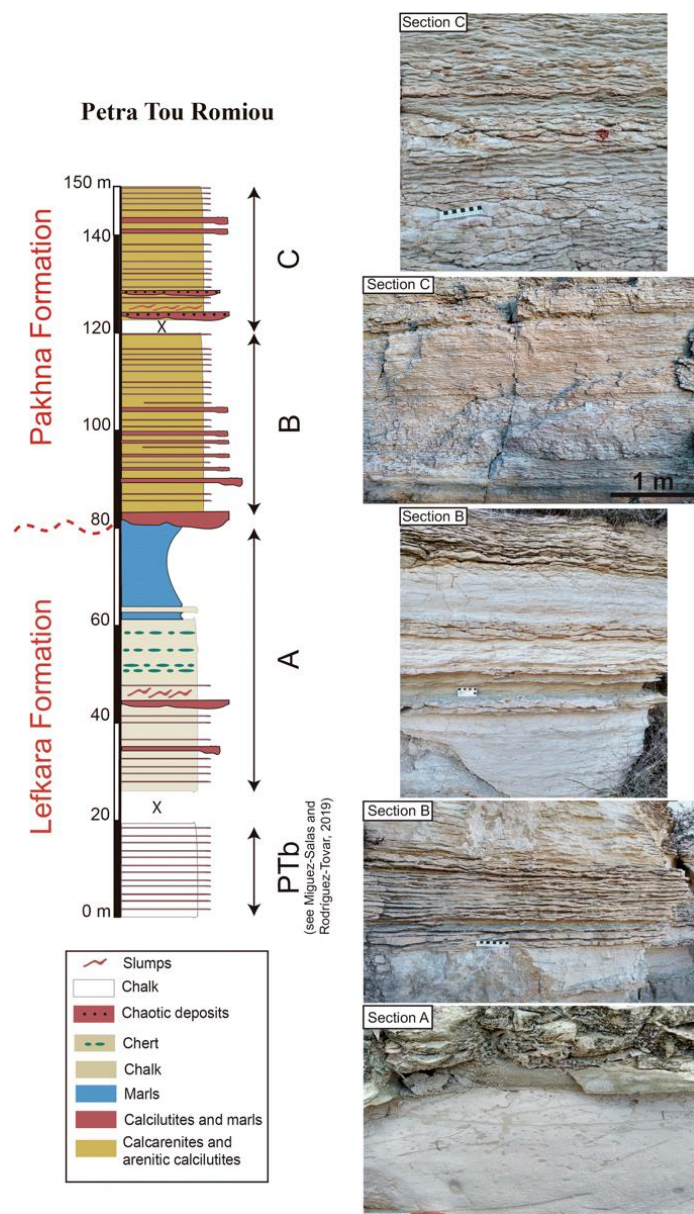 Petra Tou Romiou
150 m
140
120
100
80
60
40
20
0 m
Pakhna Formation
Lefkara Formation
C
B
A
PTb
(see Miguez-Salas and
Rodríguez-Tovar, 2019)
X
X
Slumps
Chalk
Chaotic deposits
Chert
Chalk
Marls
Calcilutites and marls
Calcarenites and
arenitic calcilutites
Section C
Section C
1 m
Section B
Section B
Section A